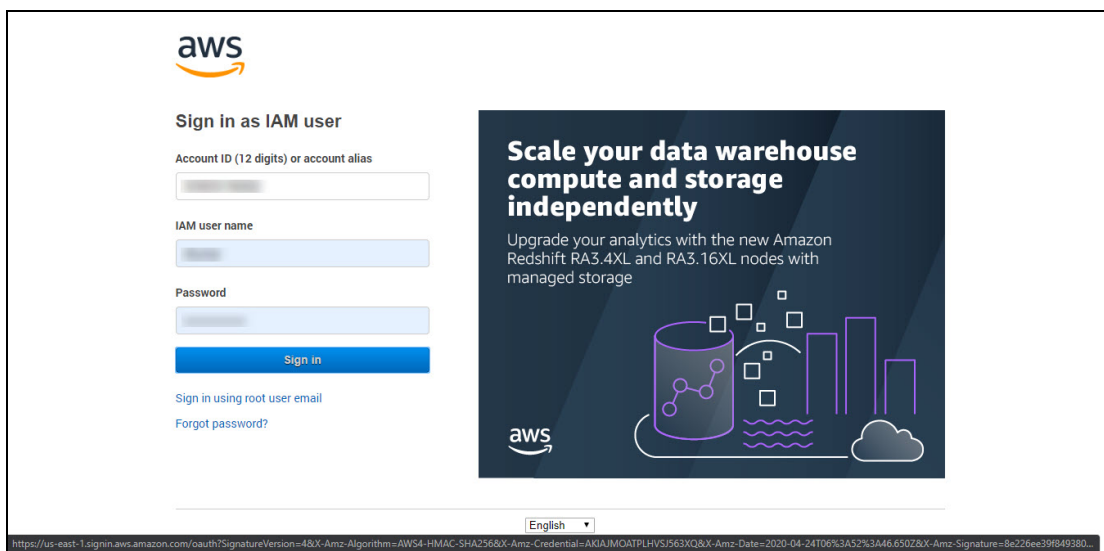 aws
Sign in as IAM user
Account ID (12 digits) or account alias
IAM user name
Password
Sign in
Sign in using root user email
Forgot password?
Scale your data warehouse
compute and storage
independently
Upgrade your analytics with the new Amazon
Redshift RA3.4XL and RA3.16XL nodes with
managed storage
aws
English
https://us-east-1.signin.aws.amazon.com/oauth?SignatureVersion=4&X-Amz-Algorithm=AWS4-HMAC-SHA256&X-Amz-Credential=AKIAJMOATPLHVSJ563XQ&X-Amz-Date=2020-04-24T06%3A52%3A46.650Z&X-Amz-Signature=8e226ee39f849380...